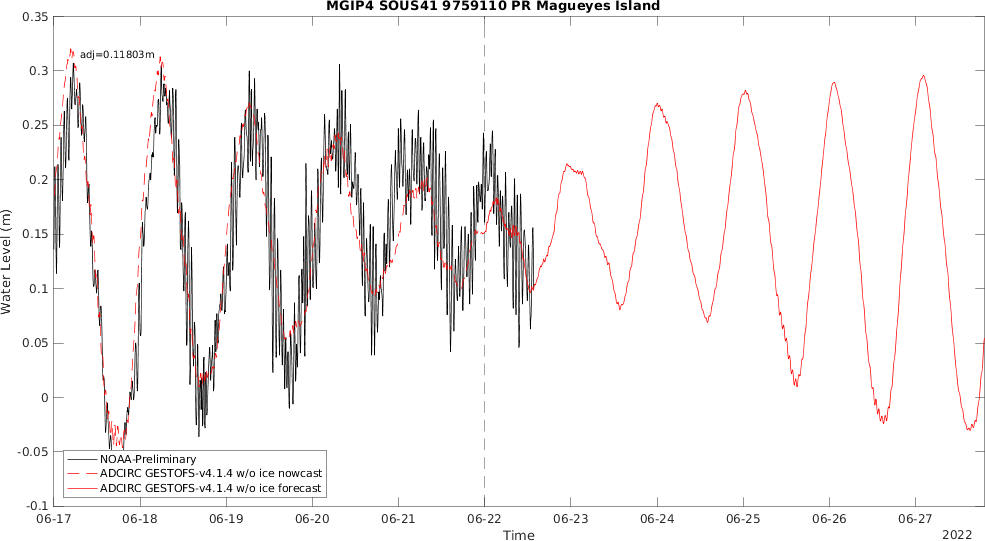 MGIP4 SOUS41 9759110 PR Magueyes Island
adj=0.11803m
0.35
0.3
0.25
0.2
0.15
0.1
0.05
0
-0.05
-0.1
Water Level (m)
NOAA-Preliminary
ADCIRC GESTOFS-v4.1.4 w/o ice nowcast
ADCIRC GESTOFS-v4.1.4 w/o ice forecast
06-17 06-18 06-19 06-20 06-21 06-22 06-23 06-24 06-25 06-26 06-27
Time
2022